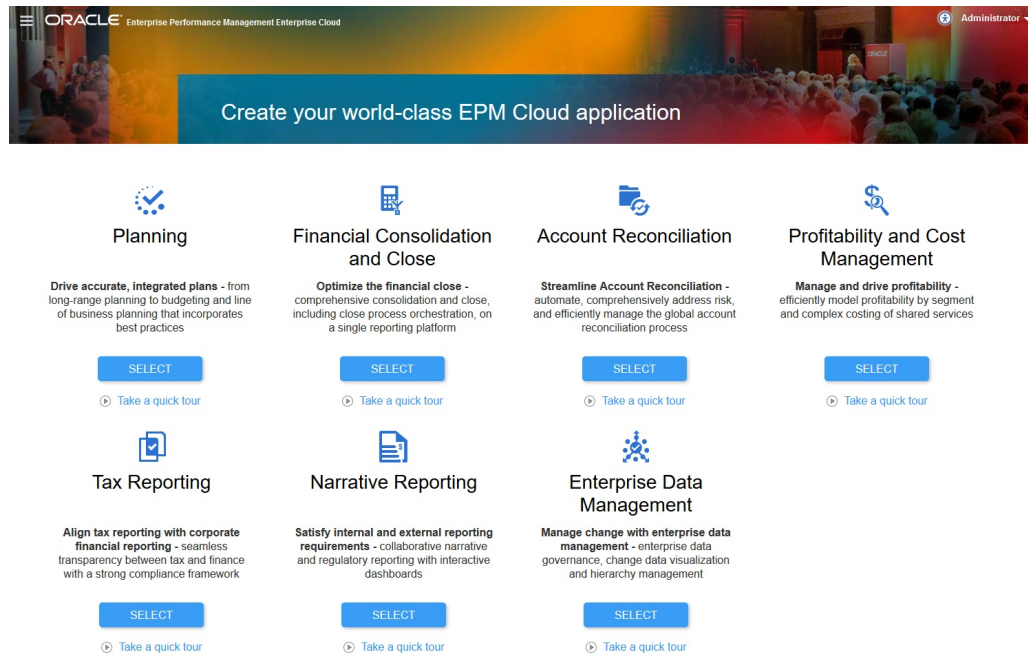 ORACLE Enterprise Performance Management Enterprise Cloud
Administrator
ORACLE
Create your world-class EPM Cloud application
Planning
Drive accurate, integrated plans - from
long-range planning to budgeting and line
of business planning that incorporates
best practices
SELECT
Take a quick tour
Financial Consolidation
and Close
Optimize the financial close -
comprehensive consolidation and close,
including close process orchestration, on
a single reporting platform
SELECT
Take a quick tour
Account Reconciliation
Streamline Account Reconciliation -
automate, comprehensively address risk,
and efficiently manage the global account
reconciliation process
SELECT
Take a quick tour
Profitability and Cost
Management
Manage and drive profitability -
efficiently model profitability by segment
and complex costing of shared services
SELECT
Take a quick tour
Tax Reporting
Align tax reporting with corporate
financial reporting - seamless
transparency between tax and finance
with a strong compliance framework
SELECT
Take a quick tour
Narrative Reporting
Satisfy internal and external reporting
requirements - collaborative narrative
and regulatory reporting with interactive
dashboards
SELECT
Take a quick tour
Enterprise Data
Management
Manage change with enterprise data
management - enterprise data
governance, change data visualization
and hierarchy management
SELECT
Take a quick tour